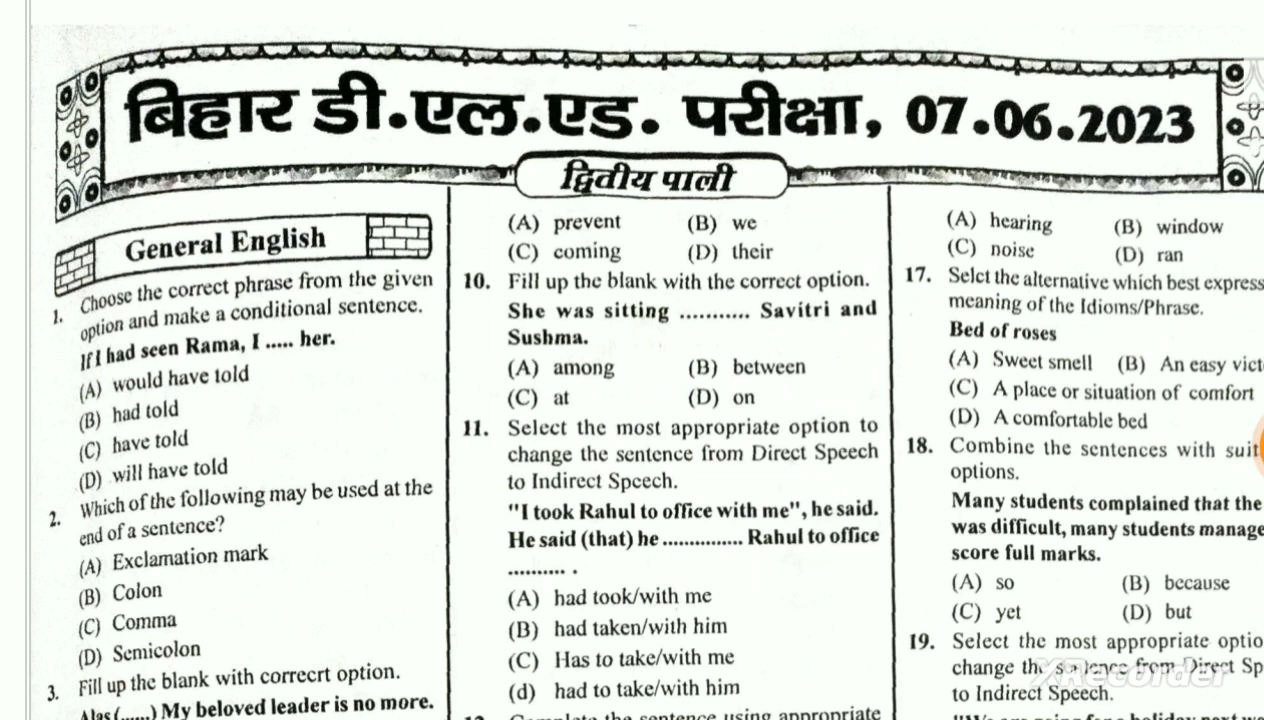 बिहार डी.एल.एड. परीक्षा, 07.06.2023
द्वितीय पाली
General English
1. Choose the correct phrase from the given
option and make a conditional sentence.
If I had seen Rama, I ..... her.
(A) would have told
(B) had told
(C) have told
(D) will have told
2. Which of the following may be used at the
end of a sentence?
(A) Exclamation mark
(B) Colon
(C) Comma
(D) Semicolon
3. Fill up the blank with correcrt option.
Alas (......) My beloved leader is no more.
(A) prevent (B) we
(C) coming (D) their
10. Fill up the blank with the correct option.
She was sitting ........... Savitri and
Sushma.
(A) among (B) between
(C) at (D) on
11. Select the most appropriate option to
change the sentence from Direct Speech
to Indirect Speech.
"I took Rahul to office with me", he said.
He said (that) he ............... Rahul to office
........... .
(A) had took/with me
(B) had taken/with him
(C) Has to take/with me
(d) had to take/with him
12. Complete the sentence using appropriate
(A) hearing (B) window
(C) noise (D) ran
17. Selct the alternative which best express
meaning of the Idioms/Phrase.
Bed of roses
(A) Sweet smell (B) An easy vict
(C) A place or situation of comfort
(D) A comfortable bed
18. Combine the sentences with suit
options.
Many students complained that the
was difficult, many students manage
score full marks.
(A) so (B) because
(C) yet (D) but
19. Select the most appropriate optio
change the sentence from Direct Sp
to Indirect Speech.
XRecorder